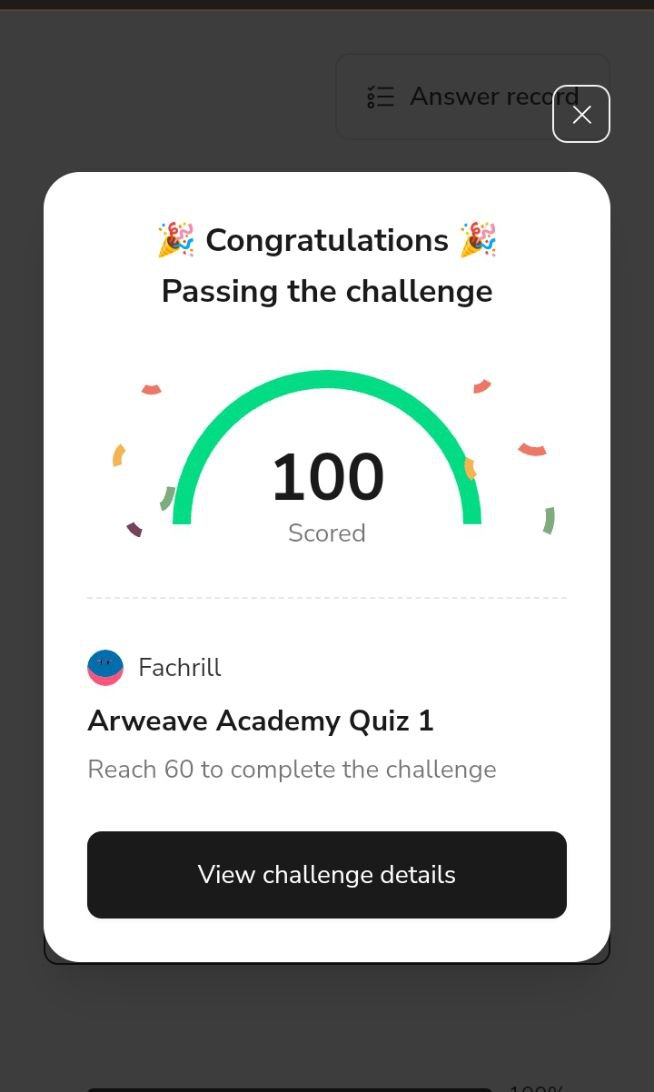 Answer record
🎉 Congratulations 🎉
Passing the challenge
100
Scored
Fachrill
Arweave Academy Quiz 1
Reach 60 to complete the challenge
View challenge details
100%